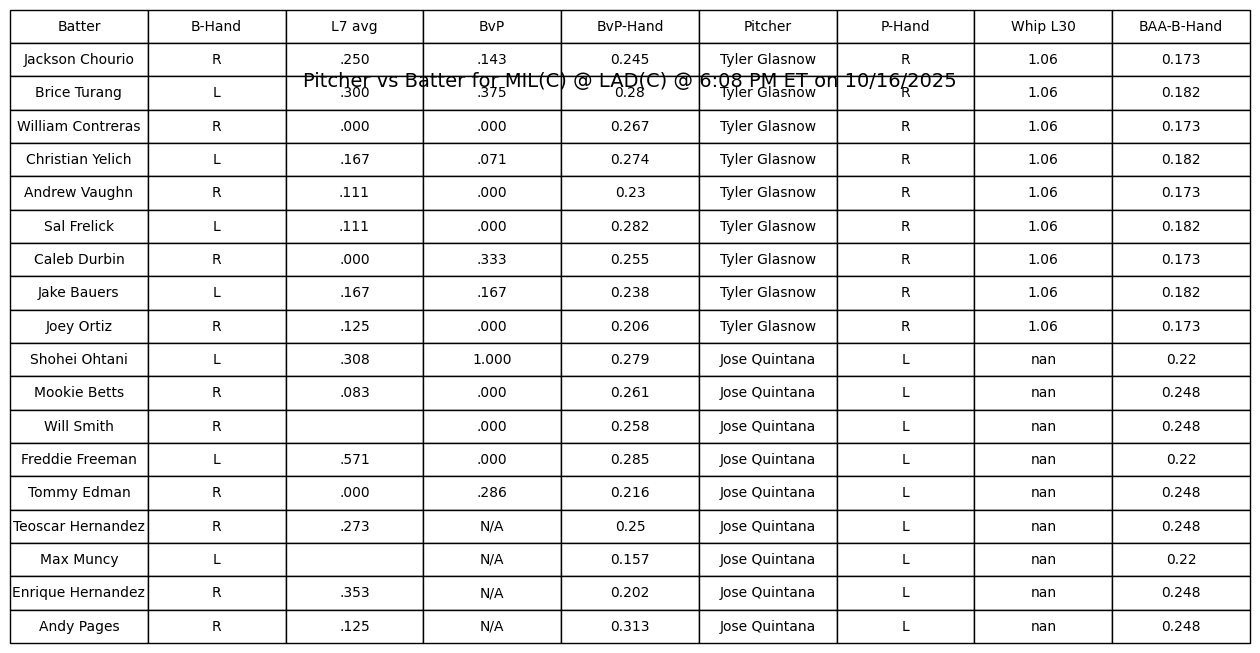 Batter B-Hand L7 avg BvP BvP-Hand Pitcher P-Hand Whip L30 BAA-B-Hand
Jackson Chourio R .250 .143 0.245 Tyler Glasnow R 1.06 0.173
Pitcher vs Batter for MIL(C) @ LAD(C) @ 6:08 PM ET on 10/16/2025
Brice Turang L .300 .375 0.28 Tyler Glasnow R 1.06 0.182
William Contreras R .000 .000 0.267 Tyler Glasnow R 1.06 0.173
Christian Yelich L .167 .071 0.274 Tyler Glasnow R 1.06 0.182
Andrew Vaughn R .111 .000 0.23 Tyler Glasnow R 1.06 0.173
Sal Frelick L .111 .000 0.282 Tyler Glasnow R 1.06 0.182
Caleb Durbin R .000 .333 0.255 Tyler Glasnow R 1.06 0.173
Jake Bauers L .167 .167 0.238 Tyler Glasnow R 1.06 0.182
Joey Ortiz R .125 .000 0.206 Tyler Glasnow R 1.06 0.173
Shohei Ohtani L .308 1.000 0.279 Jose Quintana L nan 0.22
Mookie Betts R .083 .000 0.261 Jose Quintana L nan 0.248
Will Smith R .000 0.258 Jose Quintana L nan 0.248
Freddie Freeman L .571 .000 0.285 Jose Quintana L nan 0.22
Tommy Edman R .000 .286 0.216 Jose Quintana L nan 0.248
Teoscar Hernandez R .273 N/A 0.25 Jose Quintana L nan 0.248
Max Muncy L N/A 0.157 Jose Quintana L nan 0.22
Enrique Hernandez R .353 N/A 0.202 Jose Quintana L nan 0.248
Andy Pages R .125 N/A 0.313 Jose Quintana L nan 0.248